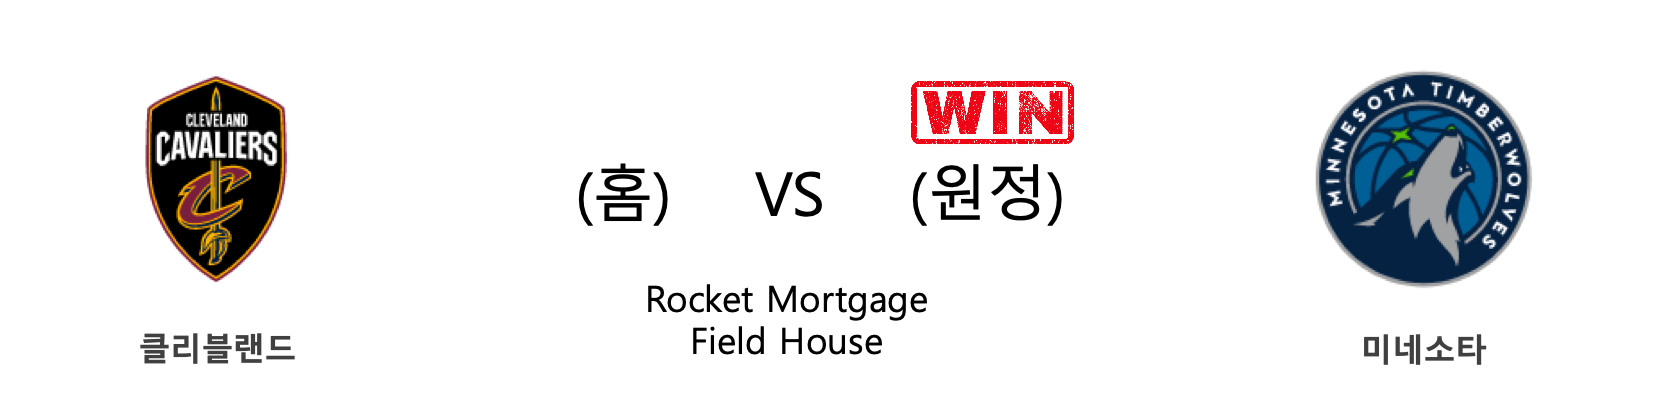 CLEVELAND
CAVALIERS
MINNESOTA TIMBERWOLVES
WIN
(홈) VS (원정)
Rocket Mortgage
Field House
클리블랜드
미네소타